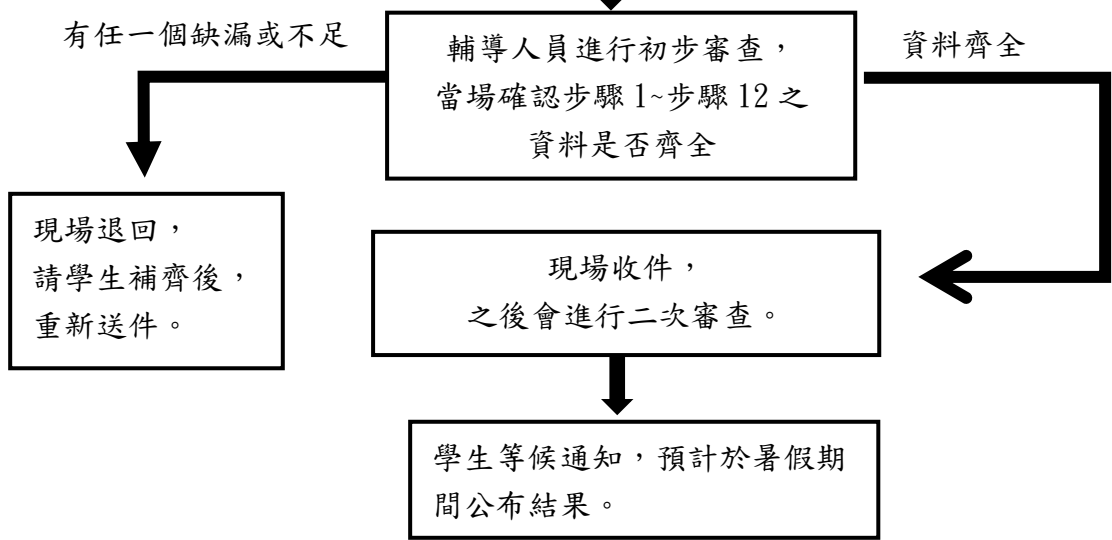 有任一個缺漏或不足
輔導人員進行初步審查，
當場確認步驟 1~步驟 12 之
資料是否齊全
資料齊全
現場退回，
請學生補齊後，
重新送件。
現場收件，
之後會進行二次審查。
學生等候通知，預計於暑假期
間公布結果。